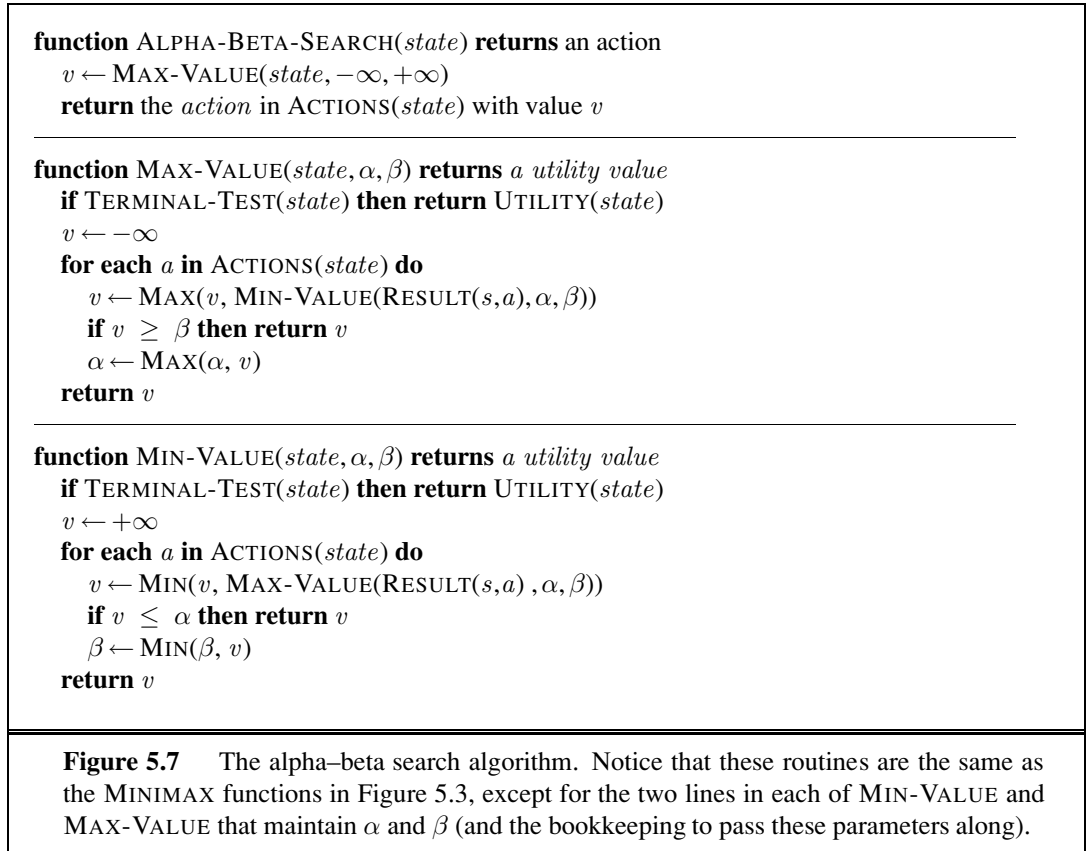 function ALPHA-BETA-SEARCH(state) returns an action
v ← MAX-VALUE(state, −∞, +∞)
return the action in ACTIONS(state) with value v
function MAX-VALUE(state, α, β) returns a utility value
if TERMINAL-TEST(state) then return UTILITY(state)
v ← −∞
for each a in ACTIONS(state) do
v ← MAX(v, MIN-VALUE(RESULT(s,a), α, β))
if v ≥ β then return v
α ← MAX(α, v)
return v
function MIN-VALUE(state, α, β) returns a utility value
if TERMINAL-TEST(state) then return UTILITY(state)
v ← +∞
for each a in ACTIONS(state) do
v ← MIN(v, MAX-VALUE(RESULT(s,a) , α, β))
if v ≤ α then return v
β ← MIN(β, v)
return v
Figure 5.7 The alpha–beta search algorithm. Notice that these routines are the same as
the MINIMAX functions in Figure 5.3, except for the two lines in each of MIN-VALUE and
MAX-VALUE that maintain α and β (and the bookkeeping to pass these parameters along).